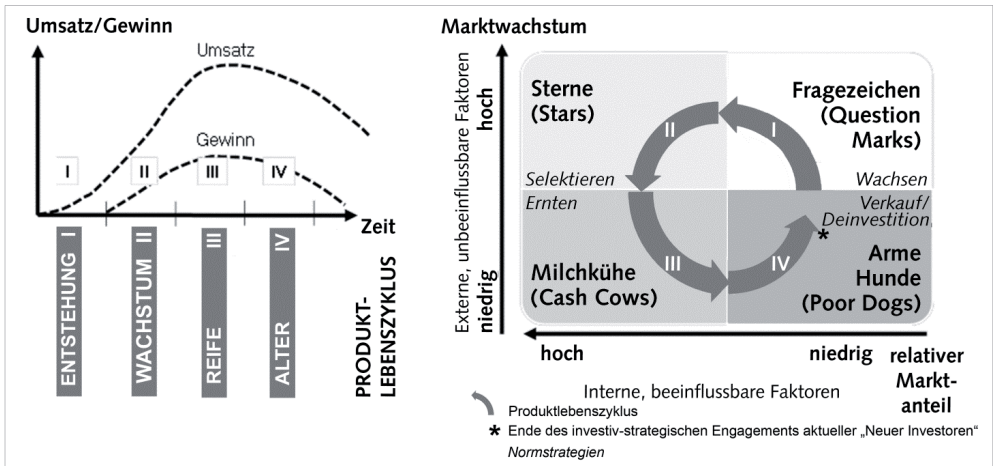 Umsatz/Gewinn
Umsatz
Gewinn
I
II
III
IV
Zeit
ENTSTEHUNG I
WACHSTUM II
REIFE III
ALTER IV
PRODUKT-
LEBENSZYKLUS
Marktwachstum
Externe, unbeeinflussbare Faktoren
hoch
niedrig
Sterne
(Stars)
Fragezeichen
(Question
Marks)
II
I
Selektieren
Wachsen
Ernten
Verkauf/
Deinvestition
*
Milchkühe
(Cash Cows)
III
IV
Arme
Hunde
(Poor Dogs)
hoch
niedrig
relativer
Markt-
anteil
Interne, beeinflussbare Faktoren
Produktlebenszyklus
* Ende des investiv-strategischen Engagements aktueller „Neuer Investoren“
Normstrategien